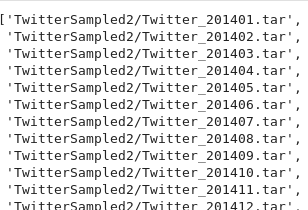 ['TwitterSampled2/Twitter_201401.tar',
'TwitterSampled2/Twitter_201402.tar',
'TwitterSampled2/Twitter_201403.tar',
'TwitterSampled2/Twitter_201404.tar',
'TwitterSampled2/Twitter_201405.tar',
'TwitterSampled2/Twitter_201406.tar',
'TwitterSampled2/Twitter_201407.tar',
'TwitterSampled2/Twitter_201408.tar',
'TwitterSampled2/Twitter_201409.tar',
'TwitterSampled2/Twitter_201410.tar',
'TwitterSampled2/Twitter_201411.tar',
'TwitterSampled2/Twitter_201412.tar',